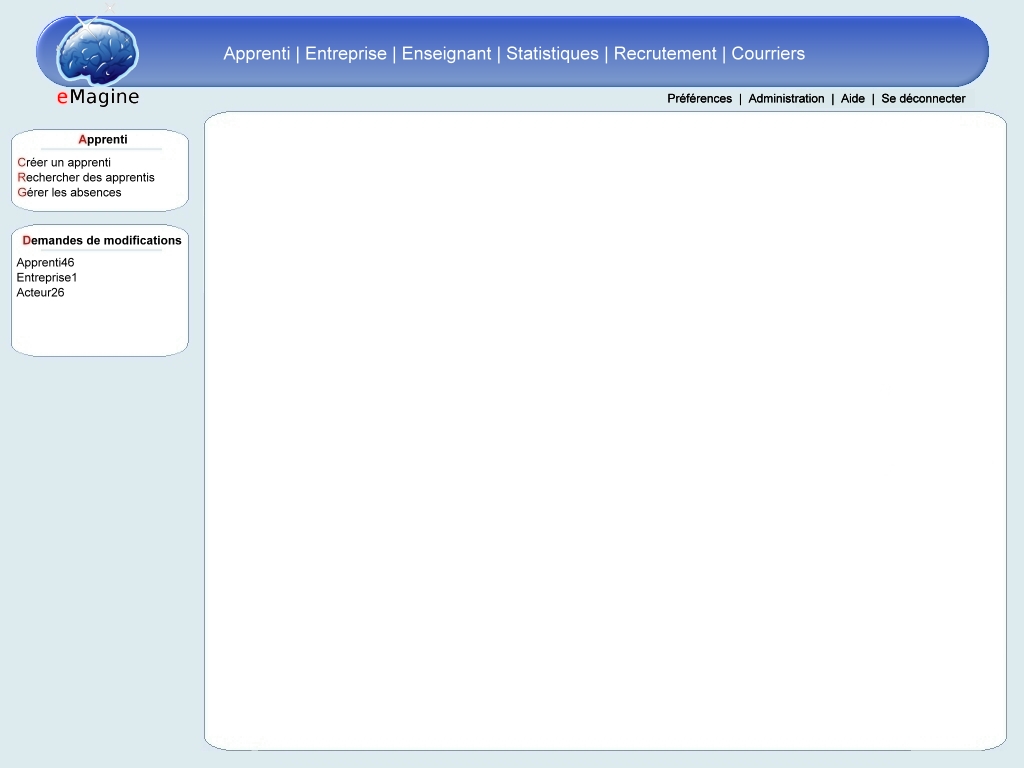 Apprenti | Entreprise | Enseignant | Statistiques | Recrutement | Courriers
eMagine
Préférences | Administration | Aide | Se déconnecter
Apprenti
Créer un apprenti
Rechercher des apprentis
Gérer les absences
Demandes de modifications
Apprenti46
Entreprise1
Acteur26